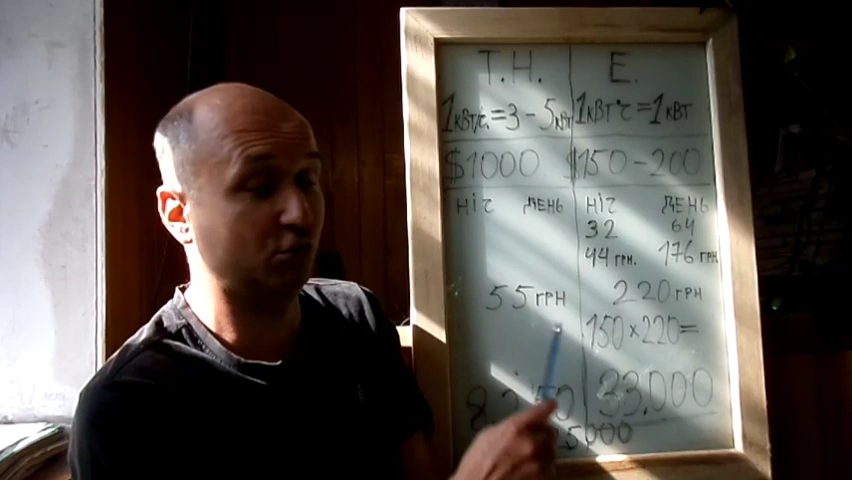 Т.Н. Е.
1кВт/г. = 3 - 5кВт 1кВт*г = 1кВт
$1000 $150 - 200
НІЧ ДЕНЬ НІЧ ДЕНЬ
32 64
44 грн. 176 грн
55 грн 220 грн
150 × 220 =
33.000